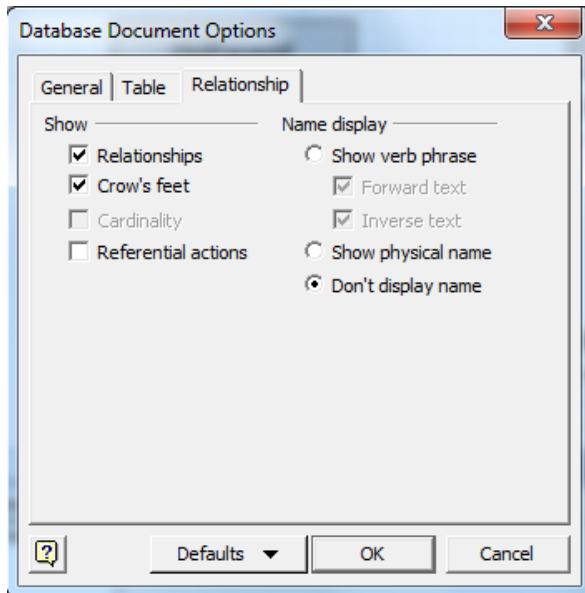 Database Document Options
General Table Relationship
Show
Relationships
Crow's feet
Cardinality
Referential actions
Name display
Show verb phrase
Forward text
Inverse text
Show physical name
Don't display name
Defaults OK Cancel